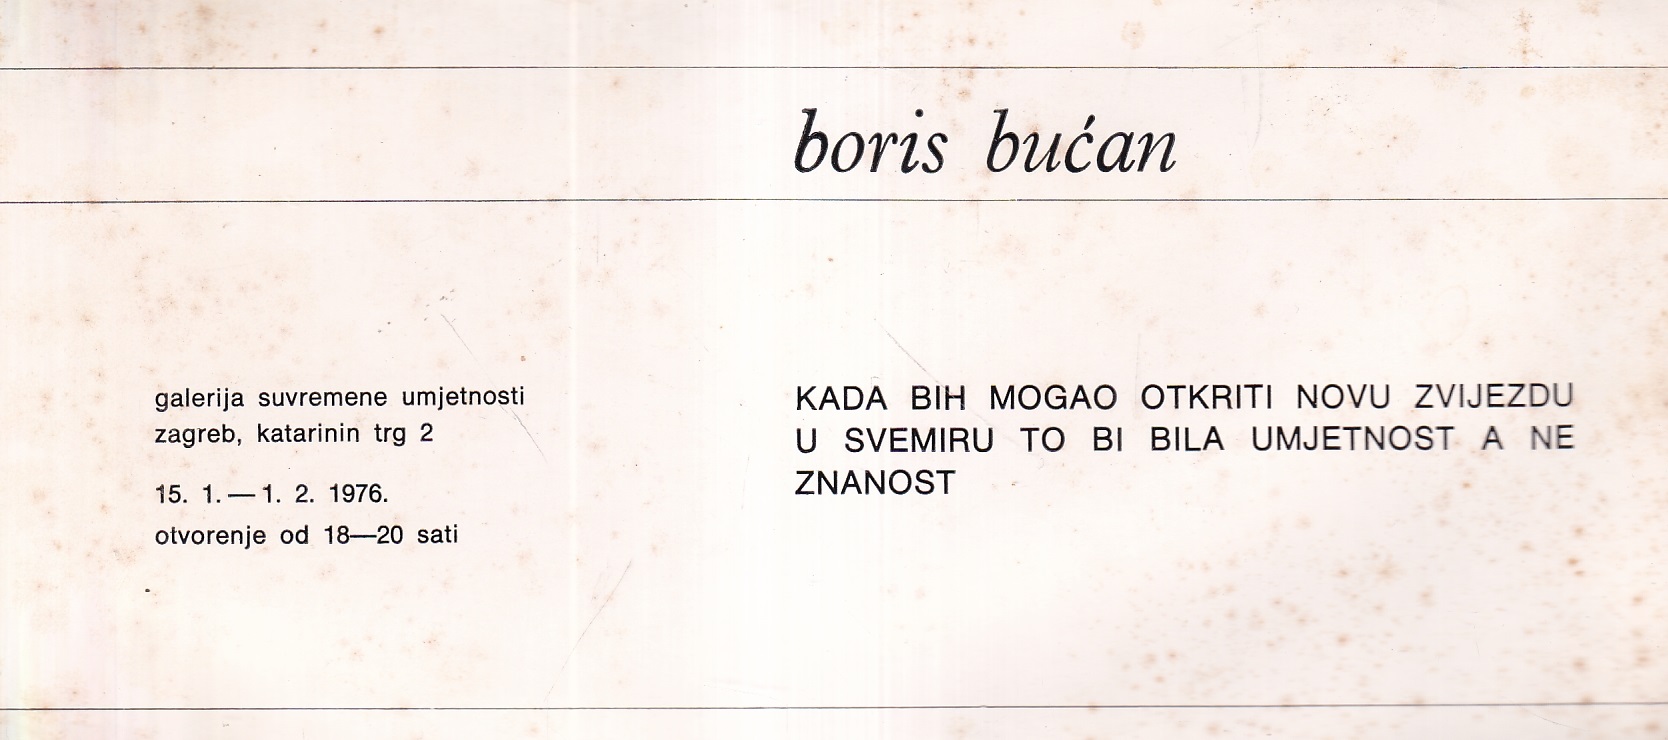 boris bućan
galerija suvremene umjetnosti
zagreb, katarinin trg 2
15. 1.—1. 2. 1976.
otvorenje od 18—20 sati
KADA BIH MOGAO OTKRITI NOVU ZVIJEZDU
U SVEMIRU TO BI BILA UMJETNOST A NE
ZNANOST